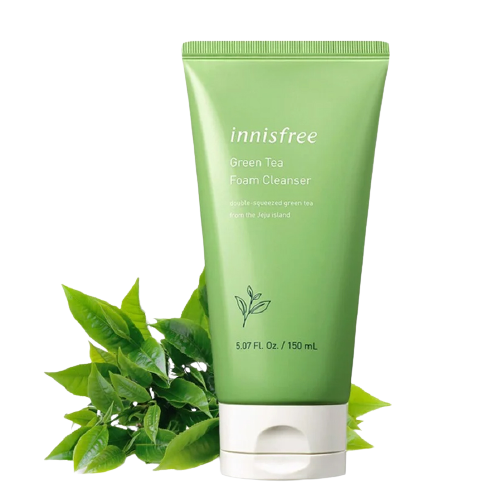 innisfree
Green Tea
Foam Cleanser
double-squeezed green tea
from the Jeju island
5.07 Fl. Oz. / 150 mL